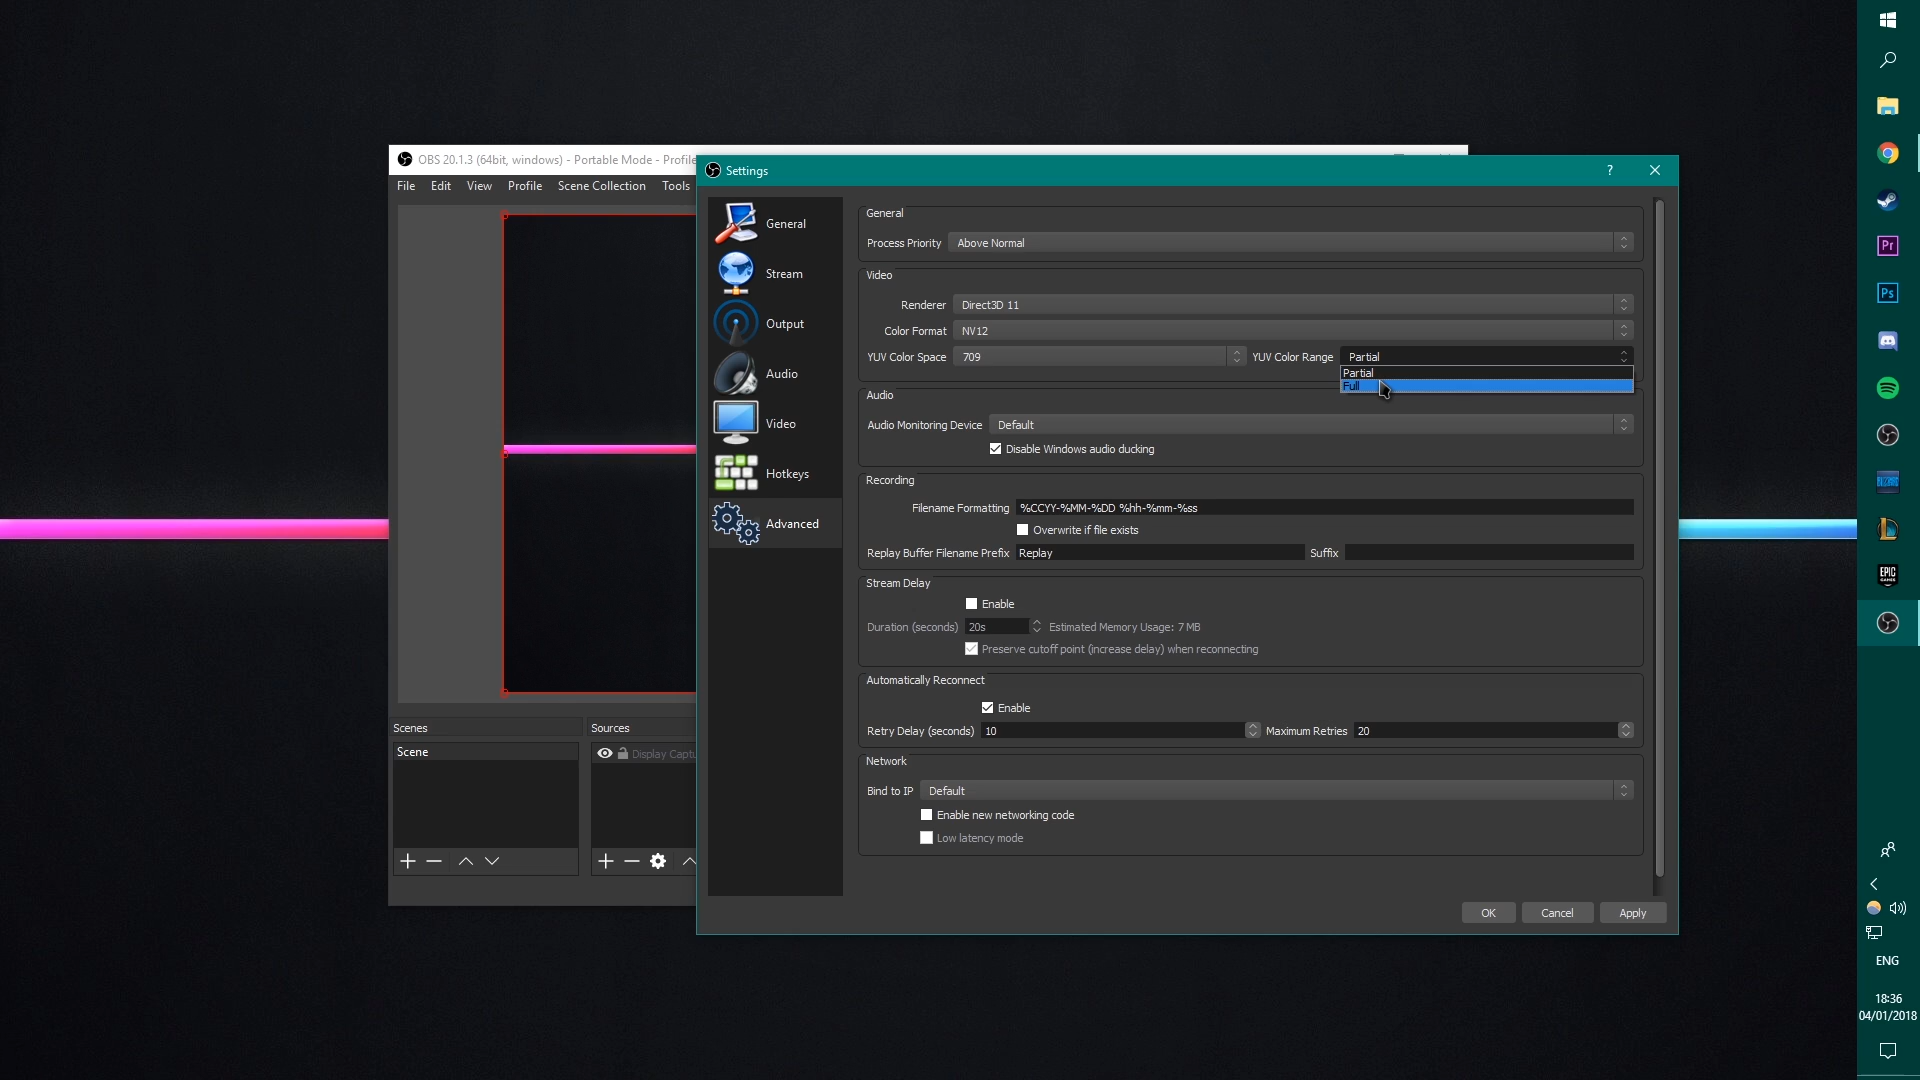 OBS 20.1.3 (64bit, windows) - Portable Mode - Profile
File Edit View Profile Scene Collection Tools
Settings
?
General
Stream
Output
Audio
Video
Hotkeys
Advanced
General
Process Priority Above Normal
Video
Renderer Direct3D 11
Color Format NV12
YUV Color Space 709 YUV Color Range Partial
Partial
Full
Audio
Audio Monitoring Device Default
Disable Windows audio ducking
Recording
Filename Formatting %CCYY-%MM-%DD %hh-%mm-%ss
Overwrite if file exists
Replay Buffer Filename Prefix Replay Suffix
Stream Delay
Enable
Duration (seconds) 20s Estimated Memory Usage: 7 MB
Preserve cutoff point (increase delay) when reconnecting
Automatically Reconnect
Enable
Retry Delay (seconds) 10 Maximum Retries 20
Network
Bind to IP Default
Enable new networking code
Low latency mode
OK Cancel Apply
Scenes
Scene
Sources
Display Captu
Pr
Ps
EPIC
GAMES
ENG
18:36
04/01/2018